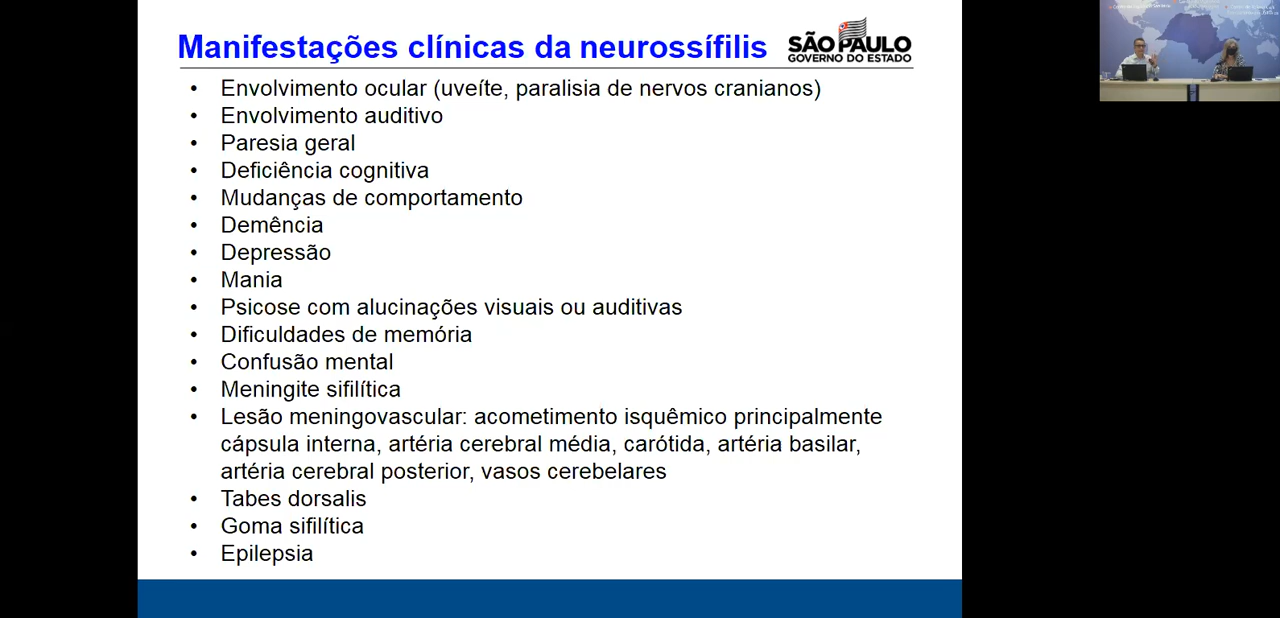 Manifestações clínicas da neurossífilis
SÃO PAULO
GOVERNO DO ESTADO
• Envolvimento ocular (uveíte, paralisia de nervos cranianos)
• Envolvimento auditivo
• Paresia geral
• Deficiência cognitiva
• Mudanças de comportamento
• Demência
• Depressão
• Mania
• Psicose com alucinações visuais ou auditivas
• Dificuldades de memória
• Confusão mental
• Meningite sifilítica
• Lesão meningovascular: acometimento isquêmico principalmente
cápsula interna, artéria cerebral média, carótida, artéria basilar,
artéria cerebral posterior, vasos cerebelares
• Tabes dorsalis
• Goma sifilítica
• Epilepsia